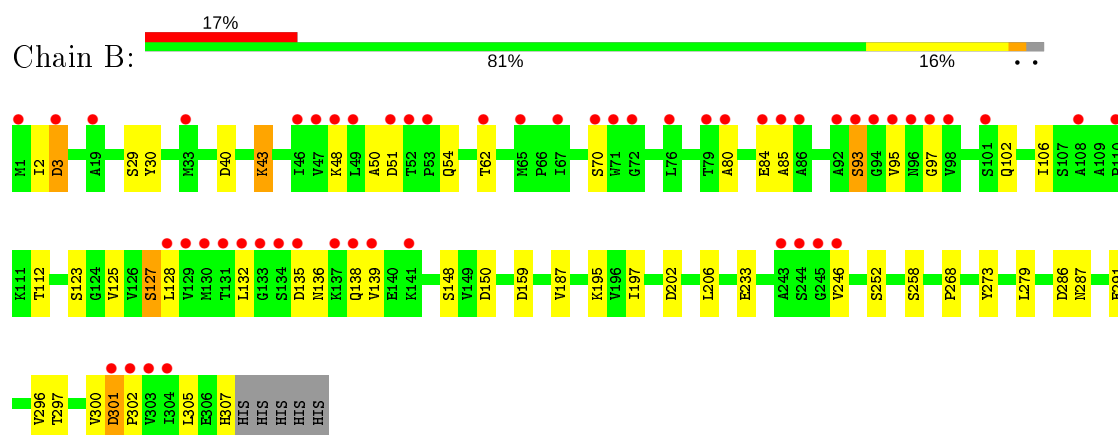 17%
Chain B:
81% 16% • •
M1 I2 D3 A19 S29 Y30 M33 D40 K43 I46 V47 K48 L49 A50 D51 T52 P53 Q54 T62 M65 P66 I67 S70 W71 G72 L76 T79 A80 E84 A85 A86 A92 S93 G94 V95 N96 G97 V98 S101 Q102 I106 S107 A108 A109
K111 T112 S123 G124 V125 V126 S127 L128 V129 M130 T131 L132 G133 S134 D135 N136 K137 Q138 V139 E140 K141 S148 V149 D150 D159 V187 K195 V196 I197 D202 L206 E233 A243 S244 G245 V246 S252 S258 P268 Y273 L279 D286 N287
V296 T297 V300 D301 P302 V303 I304 L305 E306 H307 HIS HIS HIS HIS HIS